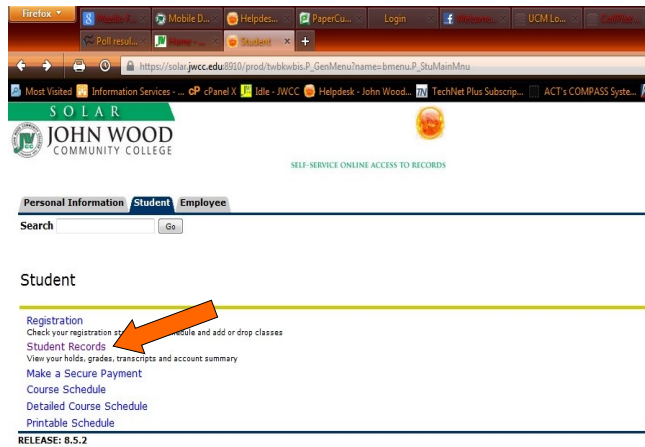 Firefox
Mobile D...
Helpdes...
PaperCu...
Login
UCM Lo...
Poll resul...
Student
https://solar.jwcc.edu:8910/prod/twbkwbis.P_GenMenu?name=bmenu.P_StuMainMnu
Most Visited Information Services - ... cPanel X Idle - JWCC Helpdesk - John Wood... TN TechNet Plus Subscrip... ACT's COMPASS Syste...
SOLAR
JOHN WOOD
COMMUNITY COLLEGE
SELF-SERVICE ONLINE ACCESS TO RECORDS
Personal Information Student Employee
Search Go
Student
Registration
Check your registration and add or drop classes
Student Records
View your holds, grades, transcripts and account summary
Make a Secure Payment
Course Schedule
Detailed Course Schedule
Printable Schedule
RELEASE: 8.5.2